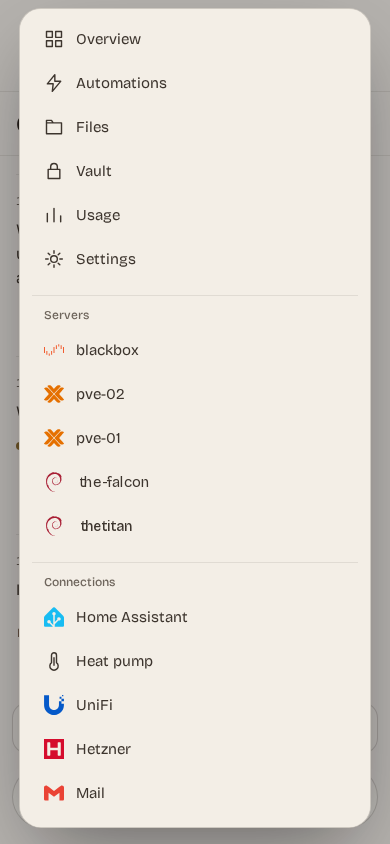 Overview
Automations
Files
Vault
Usage
Settings
Servers
blackbox
pve-02
pve-01
the-falcon
thetitan
Connections
Home Assistant
Heat pump
UniFi
Hetzner
Mail